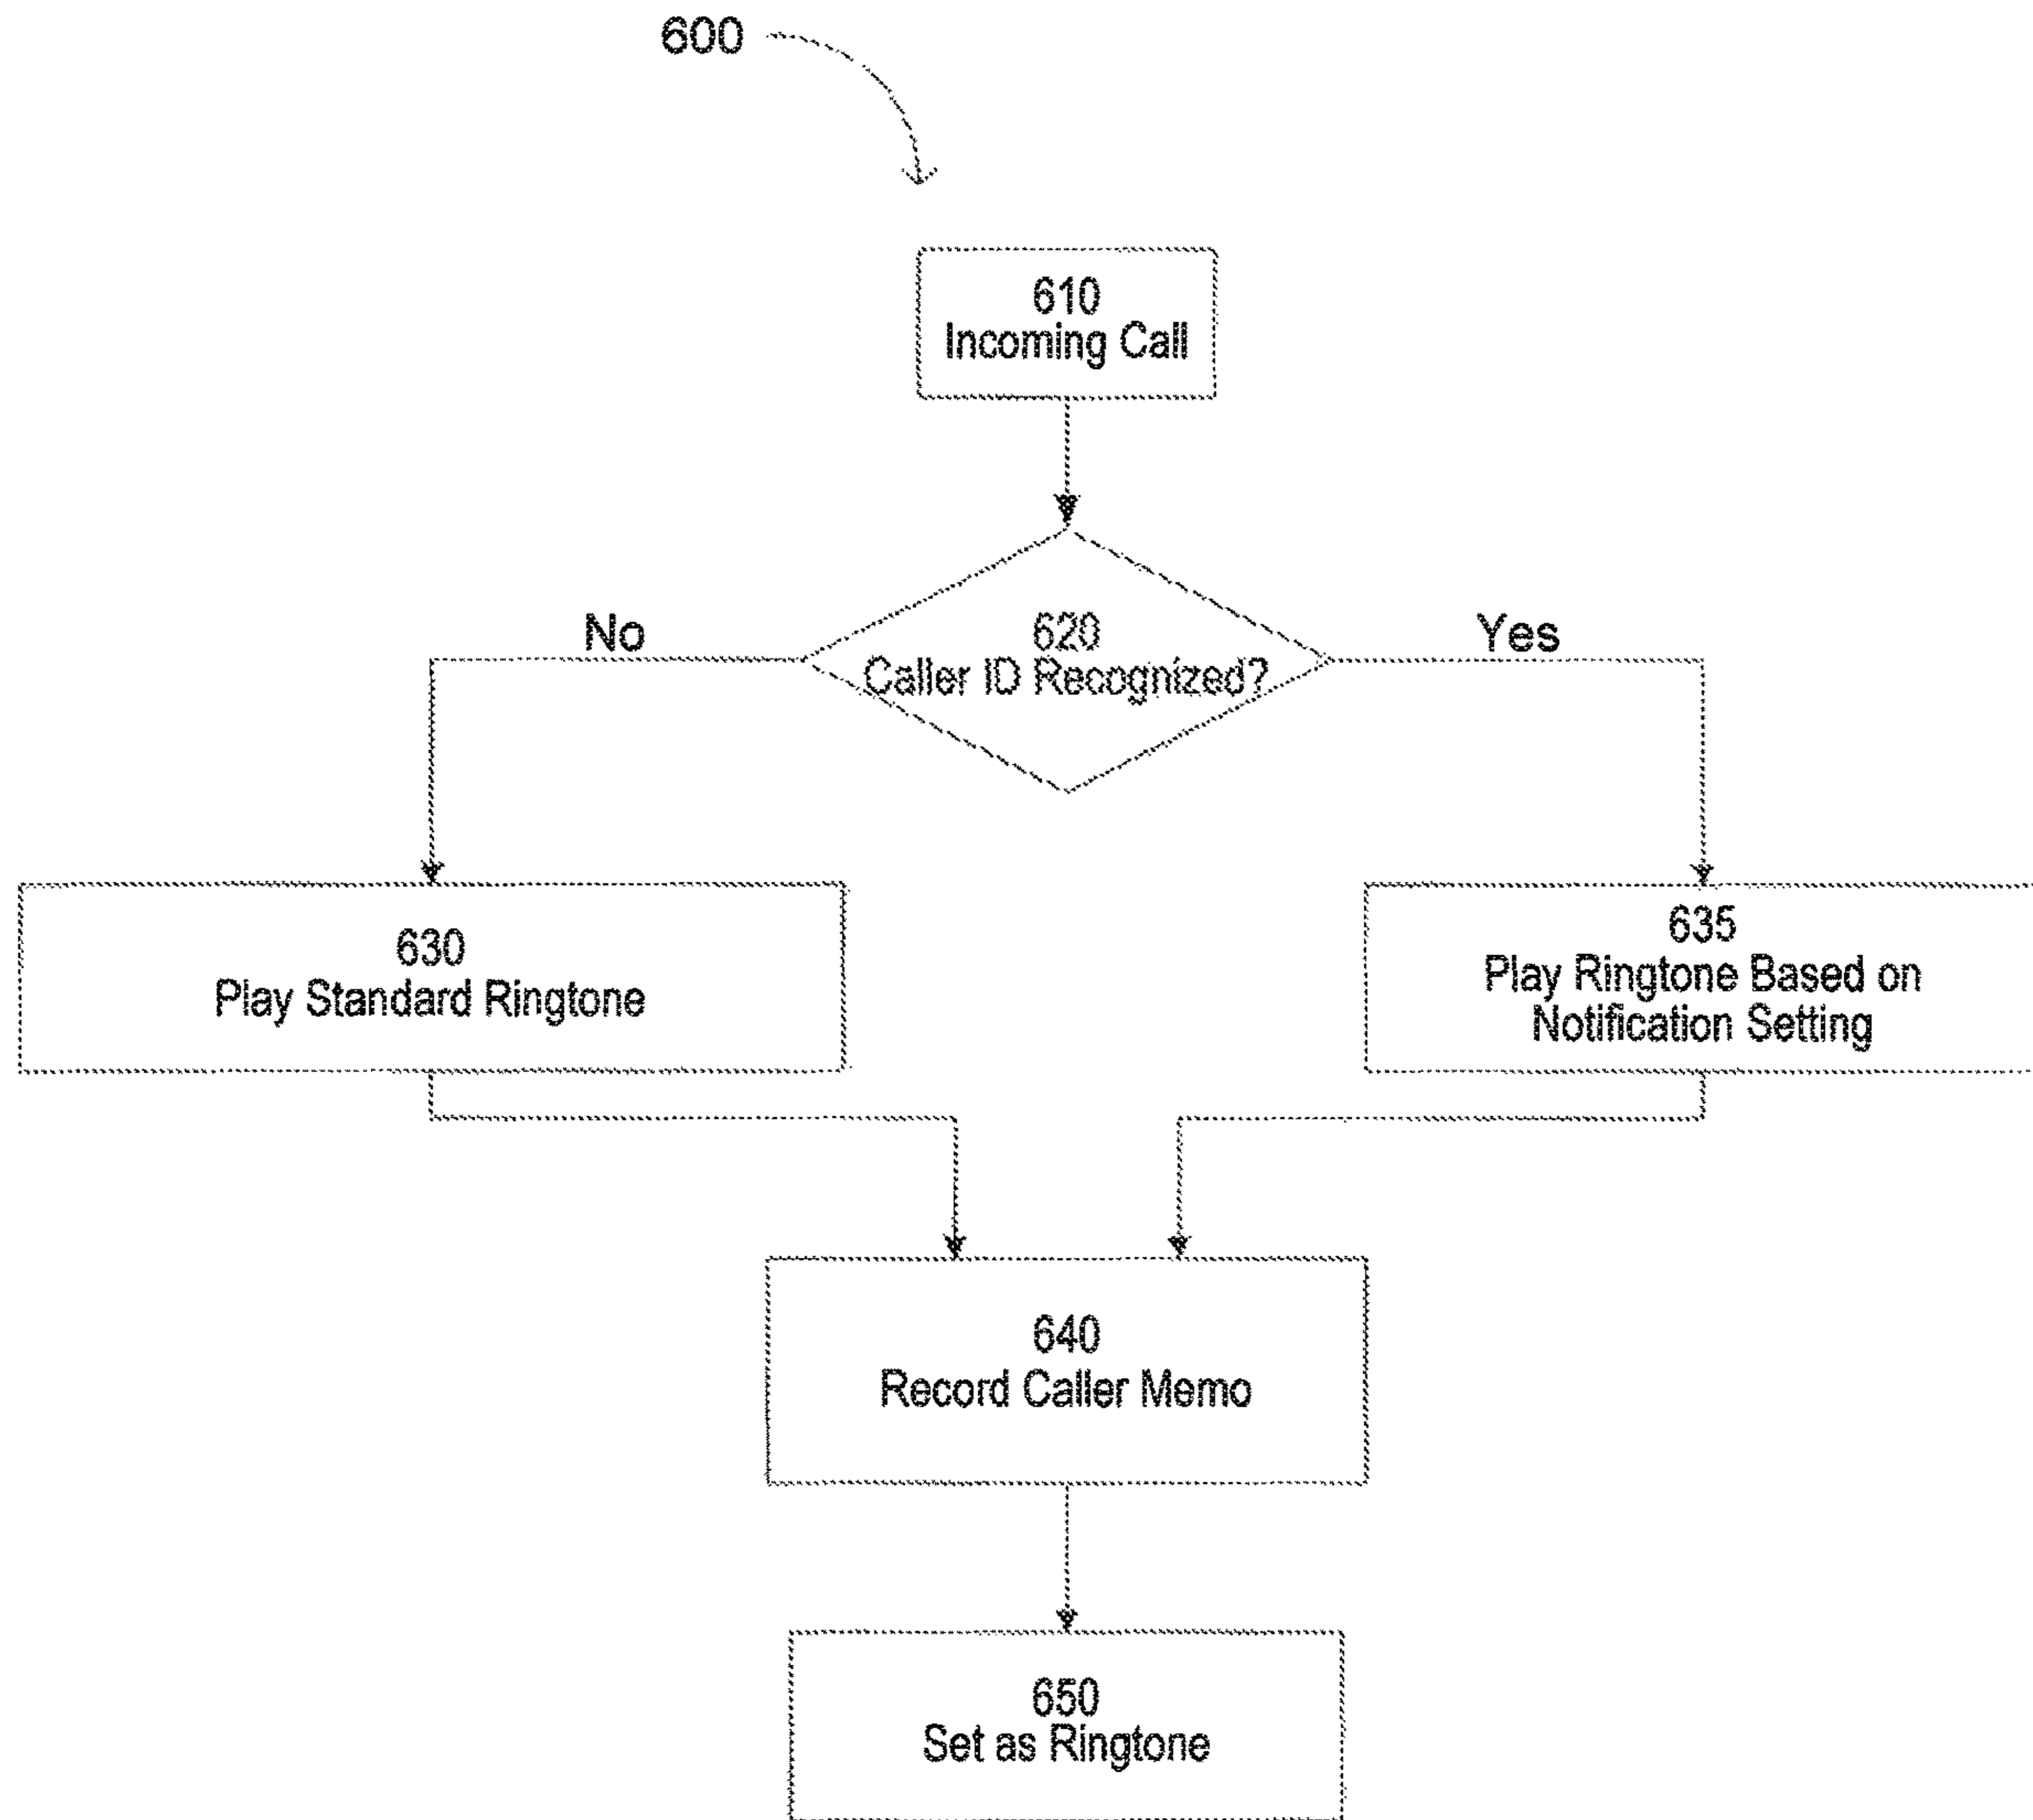 600
610
Incoming Call
620
Caller ID Recognized?
No
Yes
630
Play Standard Ringtone
635
Play Ringtone Based on
Notification Setting
640
Record Caller Memo
650
Set as Ringtone